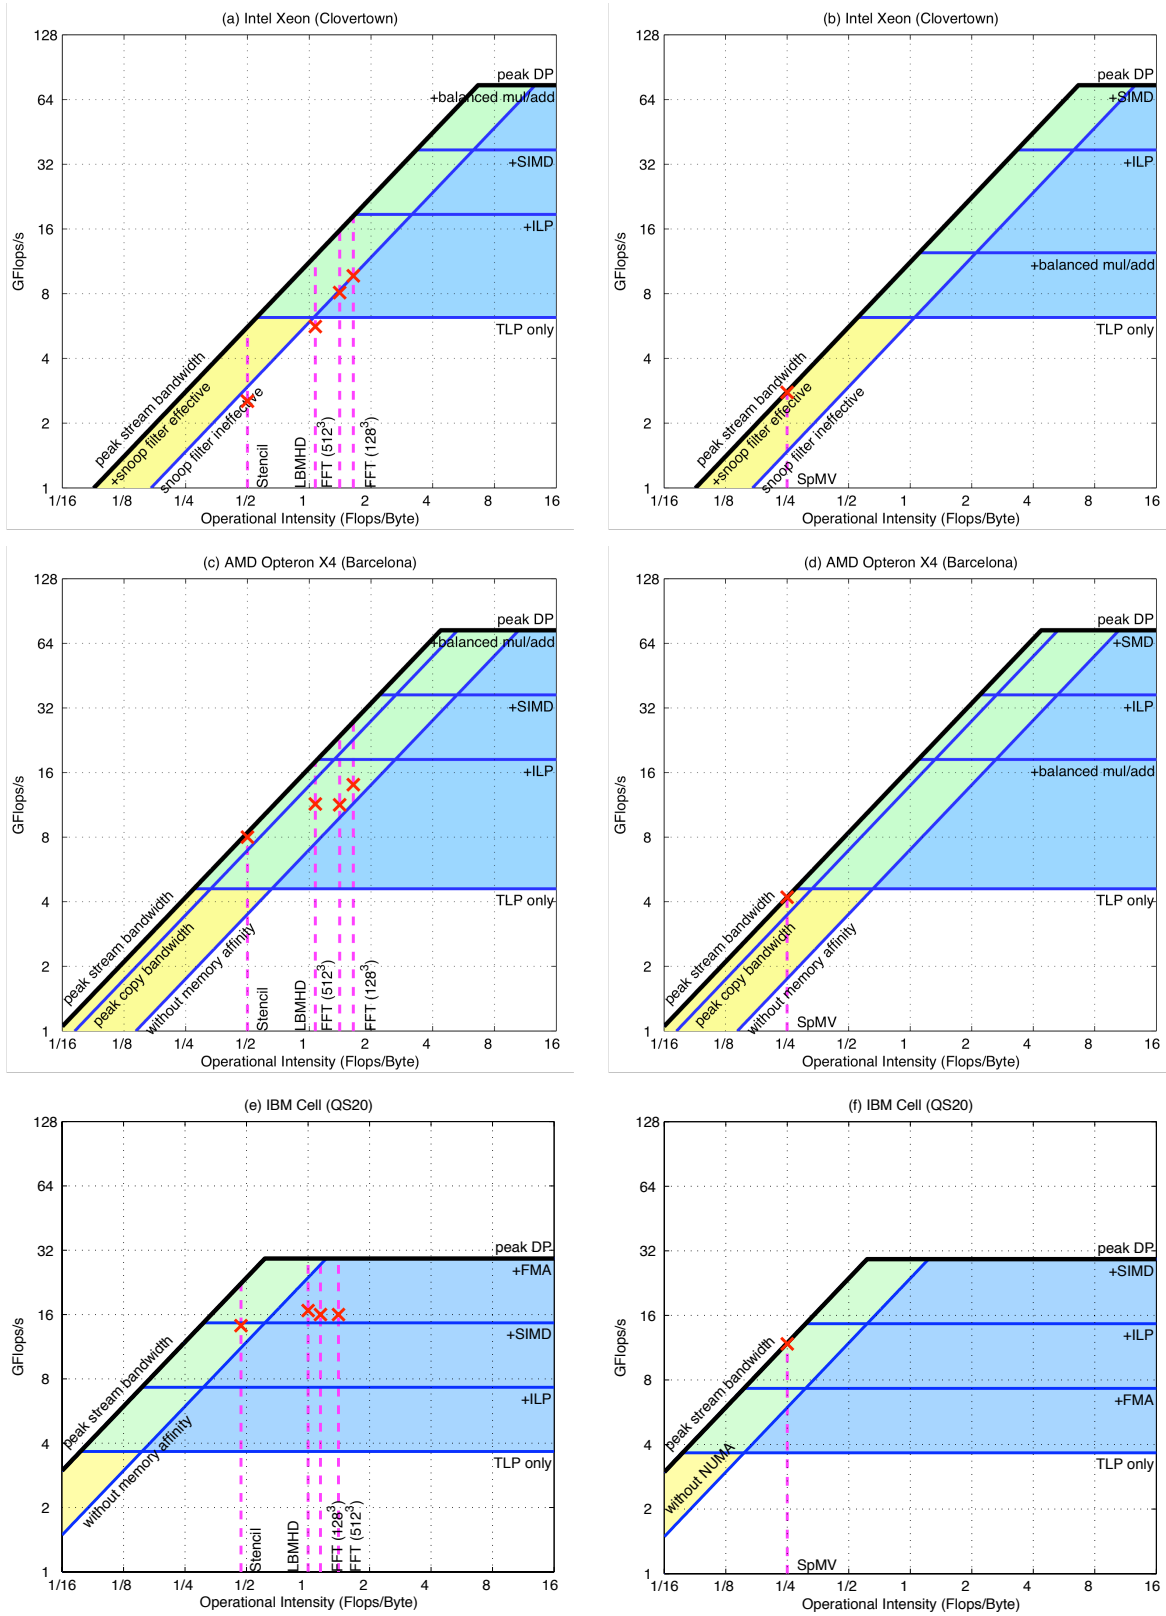 (a) Intel Xeon (Clovertown)
128
64
32
16
8
4
2
1
GFlops/s
peak DP
+balanced mul/add
+SIMD
+ILP
TLP only
peak stream bandwidth
+snoop filter effective
snoop filter ineffective
Stencil
LBMHD
FFT (512³)
FFT (128³)
1/16 1/8 1/4 1/2 1 2 4 8 16
Operational Intensity (Flops/Byte)
(b) Intel Xeon (Clovertown)
128
64
32
16
8
4
2
1
GFlops/s
peak DP
+SIMD
+ILP
+balanced mul/add
TLP only
peak stream bandwidth
+snoop filter effective
snoop filter ineffective
SpMV
1/16 1/8 1/4 1/2 1 2 4 8 16
Operational Intensity (Flops/Byte)
(c) AMD Opteron X4 (Barcelona)
128
64
32
16
8
4
2
1
GFlops/s
peak DP
+balanced mul/add
+SIMD
+ILP
TLP only
peak stream bandwidth
peak copy bandwidth
without memory affinity
Stencil
LBMHD
FFT (512³)
FFT (128³)
1/16 1/8 1/4 1/2 1 2 4 8 16
Operational Intensity (Flops/Byte)
(d) AMD Opteron X4 (Barcelona)
128
64
32
16
8
4
2
1
GFlops/s
peak DP
+SMD
+ILP
+balanced mul/add
TLP only
peak stream bandwidth
peak copy bandwidth
without memory affinity
SpMV
1/16 1/8 1/4 1/2 1 2 4 8 16
Operational Intensity (Flops/Byte)
(e) IBM Cell (QS20)
128
64
32
16
8
4
2
1
GFlops/s
peak DP
+FMA
+SIMD
+ILP
TLP only
peak stream bandwidth
without memory affinity
Stencil
LBMHD
FFT (128³)
FFT (512³)
1/16 1/8 1/4 1/2 1 2 4 8 16
Operational Intensity (Flops/Byte)
(f) IBM Cell (QS20)
128
64
32
16
8
4
2
1
GFlops/s
peak DP
+SIMD
+ILP
+FMA
TLP only
peak stream bandwidth
without NUMA
SpMV
1/16 1/8 1/4 1/2 1 2 4 8 16
Operational Intensity (Flops/Byte)